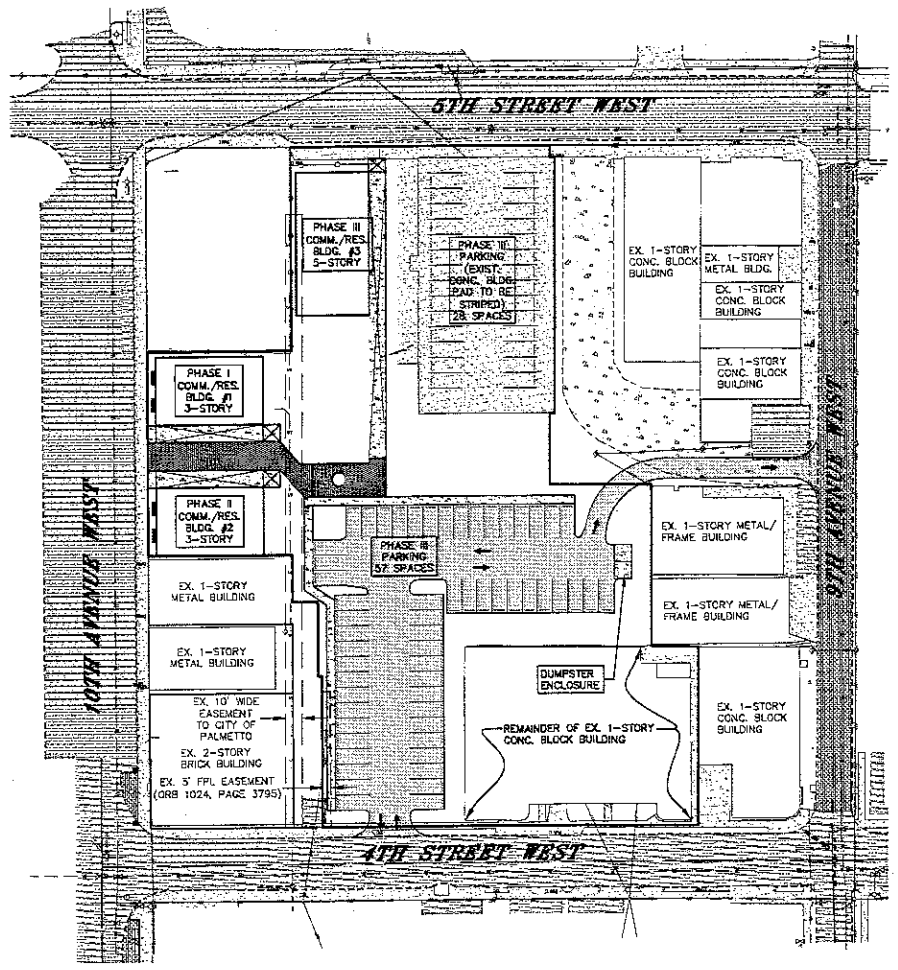 5TH STREET WEST
PHASE III
COMM./RES.
BLDG. #3
5-STORY
PHASE III
PARKING
(EXIST.
CONC. BLDG.
PAD TO BE
STRIPED)
28 SPACES
EX. 1-STORY
CONC. BLOCK
BUILDING
EX. 1-STORY
METAL BLDG.
EX. 1-STORY
CONC. BLOCK
BUILDING
EX. 1-STORY
CONC. BLOCK
BUILDING
PHASE I
COMM./RES.
BLDG. #1
3-STORY
10TH AVENUE WEST
9TH AVENUE WEST
PHASE II
COMM./RES.
BLDG. #2
3-STORY
PHASE IB
PARKING
57 SPACES
EX. 1-STORY METAL/
FRAME BUILDING
EX. 1-STORY
METAL BUILDING
EX. 1-STORY METAL/
FRAME BUILDING
EX. 1-STORY
METAL BUILDING
DUMPSTER
ENCLOSURE
EX. 10' WIDE
EASEMENT
TO CITY OF
PALMETTO
REMAINDER OF EX. 1-STORY
CONC. BLOCK BUILDING
EX. 1-STORY
CONC. BLOCK
BUILDING
EX. 2-STORY
BRICK BUILDING
EX. 3' FPL EASEMENT
(ORB 1024, PAGE 3795)
4TH STREET WEST